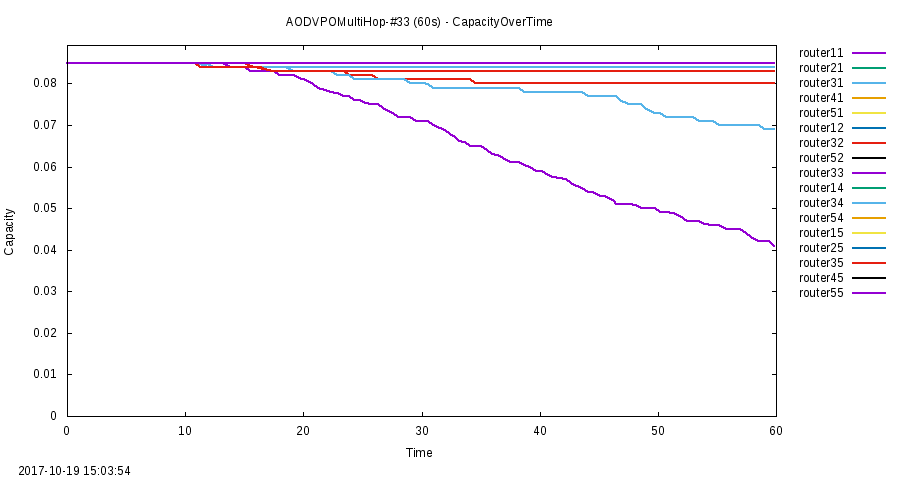 AODVPOMultiHop-#33 (60s) - CapacityOverTime
router11
router21
router31
router41
router51
router12
router32
router52
router33
router14
router34
router54
router15
router25
router35
router45
router55
0.08
0.07
0.06
0.05
0.04
0.03
0.02
0.01
0
Capacity
0 10 20 30 40 50 60
Time
2017-10-19 15:03:54